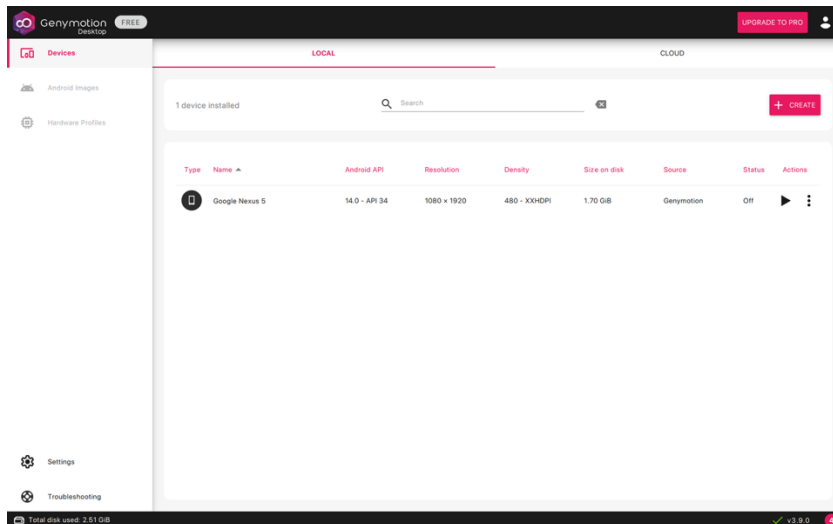 Genymotion FREE
Desktop
UPGRADE TO PRO
Devices
LOCAL
CLOUD
Android Images
Hardware Profiles
1 device installed
Search
+ CREATE
Type Name Android API Resolution Density Size on disk Source Status Actions
Google Nexus 5 14.0 - API 34 1080 × 1920 480 - XXHDPI 1.70 GiB Genymotion Off
Settings
Troubleshooting
Total disk used: 2.51 GiB
v3.9.0